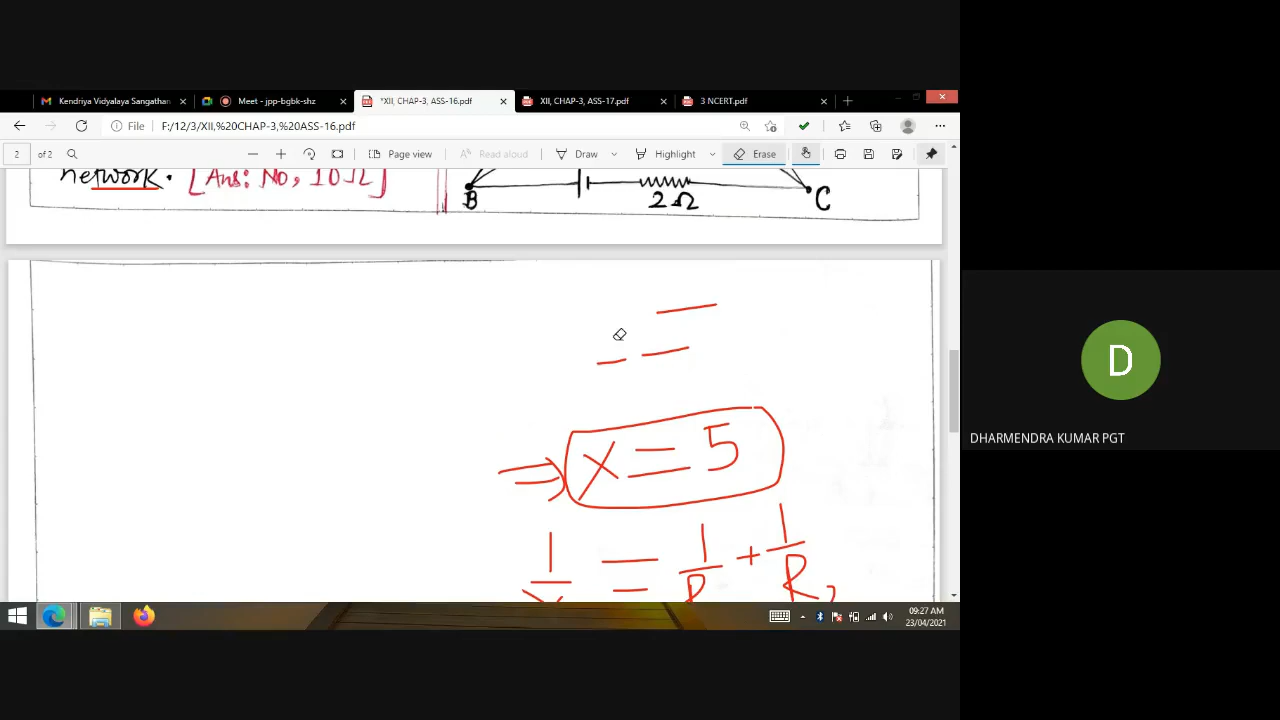 Kendriya Vidyalaya Sangathan
Meet - jpp-bgbk-shz
*XII, CHAP-3, ASS-16.pdf
XII, CHAP-3, ASS-17.pdf
3 NCERT.pdf
File
F:/12/3/XII,%20CHAP-3,%20ASS-16.pdf
2 of 2
Page view
Read aloud
Draw
Highlight
Erase
network. [Ans: No, 10Ω]
B
2 Ω
C
⇒ X = 5
1 = 1 + 1
R R
DHARMENDRA KUMAR PGT
D
09:27 AM
23/04/2021